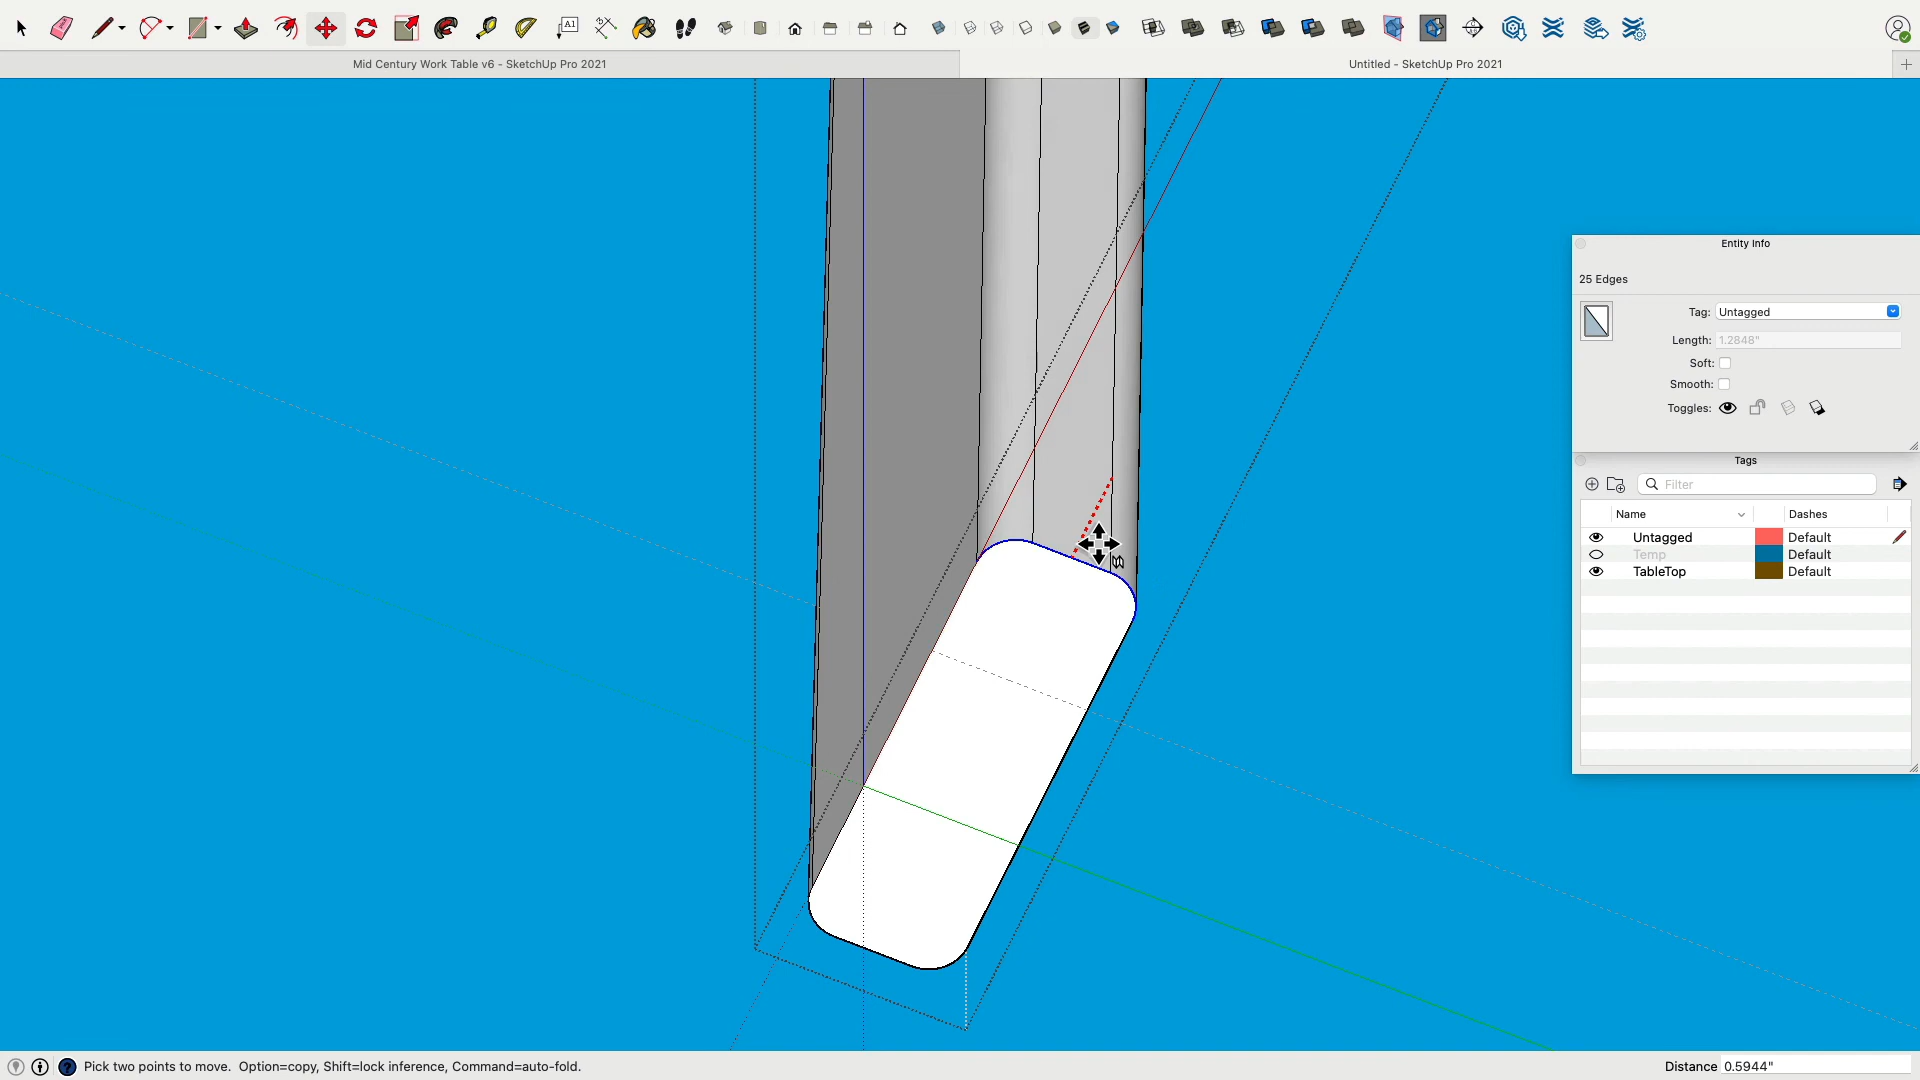 A1
Mid Century Work Table v6 - SketchUp Pro 2021
Untitled - SketchUp Pro 2021
Entity Info
25 Edges
Tag: Untagged
Length: 1.2848"
Soft:
Smooth:
Toggles:
Tags
Filter
Name Dashes
Untagged Default
Temp Default
TableTop Default
Pick two points to move. Option=copy, Shift=lock inference, Command=auto-fold.
Distance 0.5944"